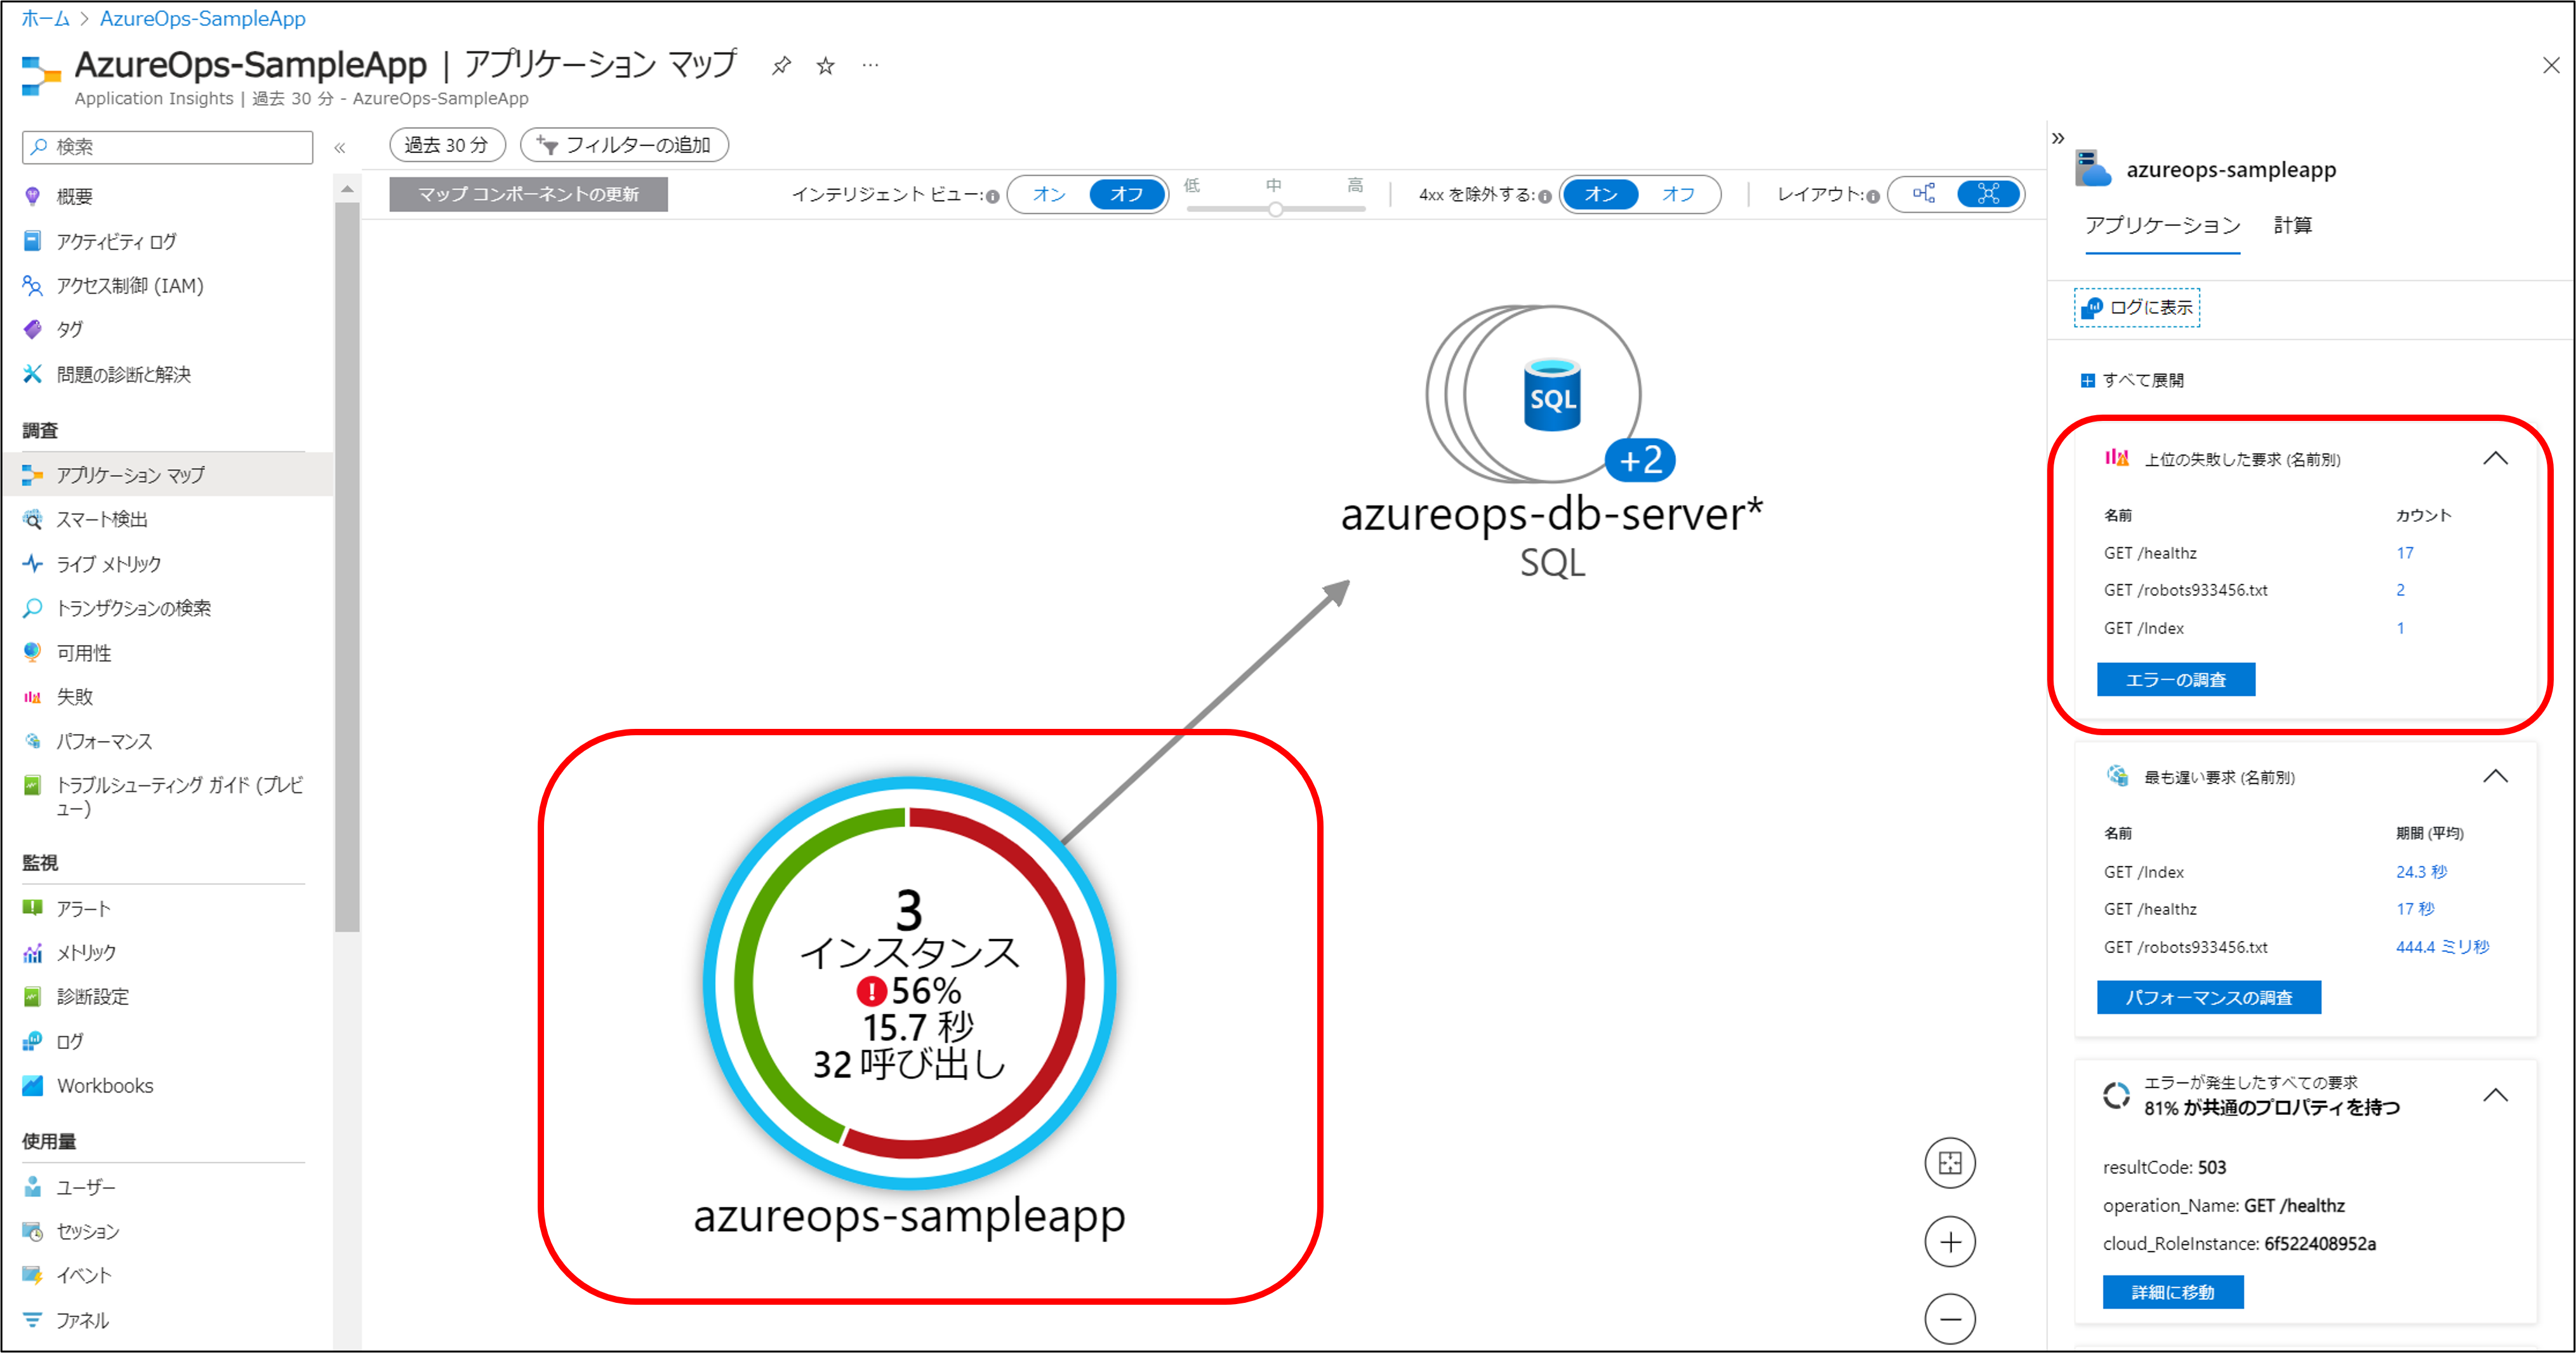 ホーム > AzureOps-SampleApp
AzureOps-SampleApp | アプリケーション マップ ...
Application Insights | 過去 30 分 - AzureOps-SampleApp
検索
«
概要
アクティビティ ログ
アクセス制御 (IAM)
タグ
問題の診断と解決
調査
アプリケーション マップ
スマート検出
ライブ メトリック
トランザクションの検索
可用性
失敗
パフォーマンス
トラブルシューティング ガイド (プレビ
ュー)
監視
アラート
メトリック
診断設定
ログ
Workbooks
使用量
ユーザー
セッション
イベント
ファネル
過去 30 分
フィルターの追加
マップ コンポーネントの更新
インテリジェント ビュー:
オン オフ
低 中 高
4xx を除外する:
オン オフ
レイアウト:
SQL
+2
azureops-db-server*
SQL
3
インスタンス
56%
15.7 秒
32 呼び出し
azureops-sampleapp
»
azureops-sampleapp
アプリケーション 計算
ログに表示
すべて展開
上位の失敗した要求 (名前別)
名前 カウント
GET /healthz 17
GET /robots933456.txt 2
GET /Index 1
エラーの調査
最も遅い要求 (名前別)
名前 期間 (平均)
GET /Index 24.3 秒
GET /healthz 17 秒
GET /robots933456.txt 444.4 ミリ秒
パフォーマンスの調査
エラーが発生したすべての要求
81% が共通のプロパティを持つ
resultCode: 503
operation_Name: GET /healthz
cloud_RoleInstance: 6f522408952a
詳細に移動